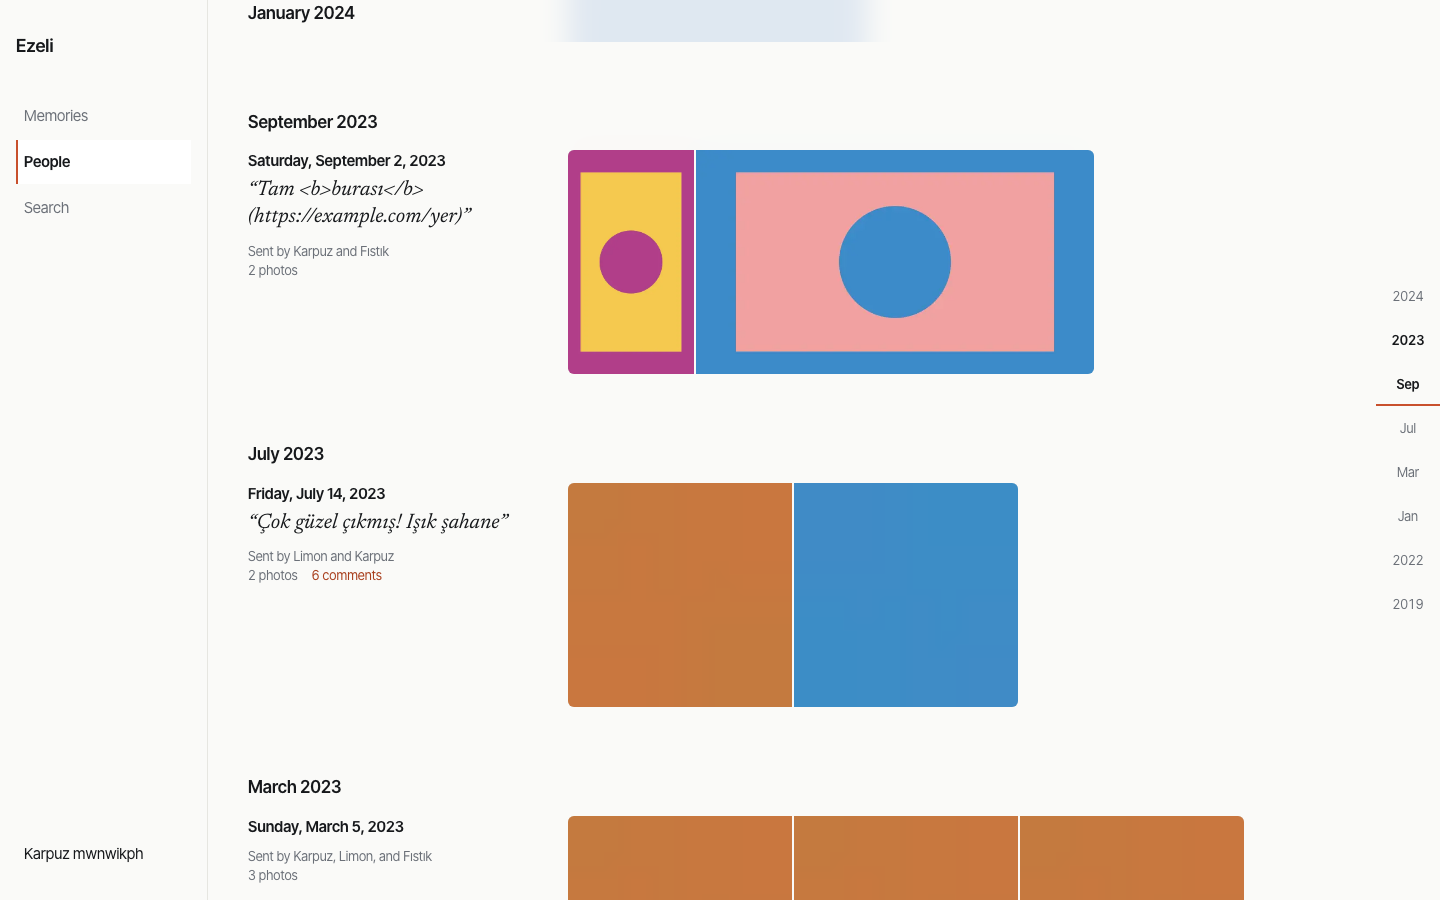 Ezeli
Memories
People
Search
Karpuz mwnwikph
January 2024
September 2023
Saturday, September 2, 2023
“Tam <b>burası</b>
(https://example.com/yer)”
Sent by Karpuz and Fıstık
2 photos
July 2023
Friday, July 14, 2023
“Çok güzel çıkmış! Işık şahane”
Sent by Limon and Karpuz
2 photos 6 comments
March 2023
Sunday, March 5, 2023
Sent by Karpuz, Limon, and Fıstık
3 photos
2024
2023
Sep
Jul
Mar
Jan
2022
2019